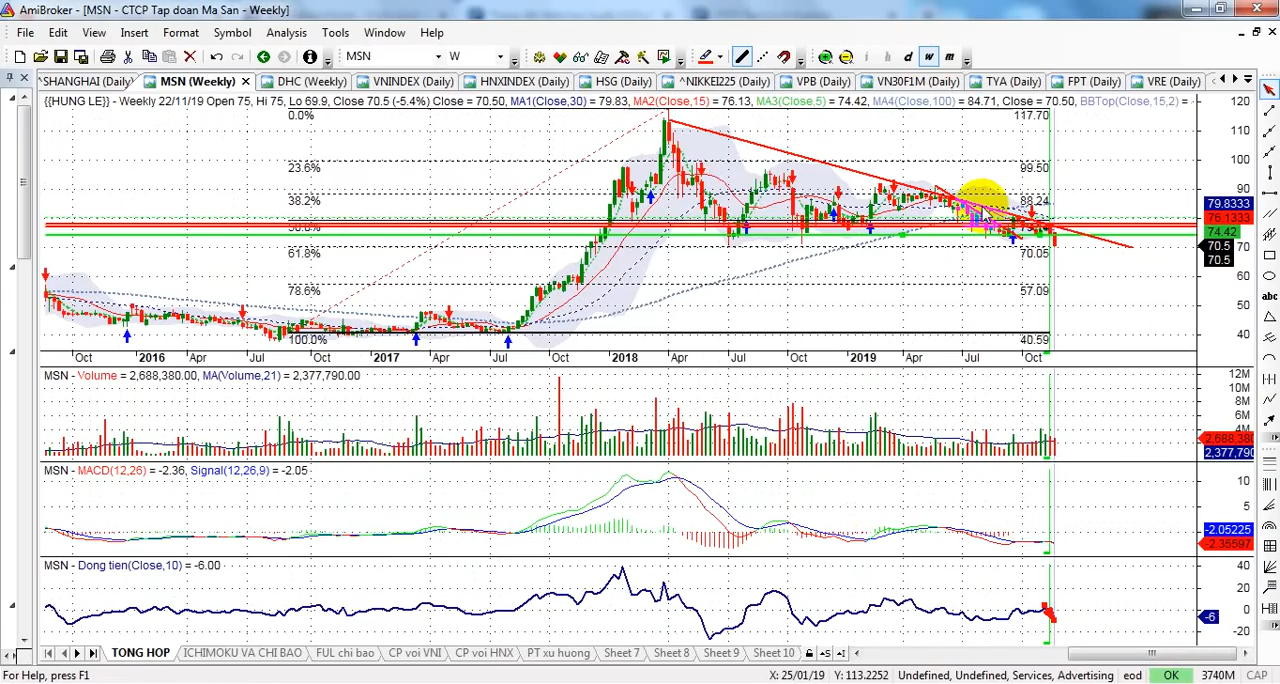 AmiBroker - [MSN - CTCP Tap doan Ma San - Weekly]
File Edit View Insert Format Symbol Analysis Tools Window Help
MSN W i h d w m
^SHANGHAI (Daily) MSN (Weekly) DHC (Weekly) VNINDEX (Daily) HNXINDEX (Daily) HSG (Daily) ^NIKKEI225 (Daily) VPB (Daily) VN30F1M (Daily) TYA (Daily) FPT (Daily) VRE (Daily)
{{HUNG LE}} - Weekly 22/11/19 Open 75, Hi 75, Lo 69.9, Close 70.5 (-5.4%) Close = 70.50, MA1(Close,30) = 79.83, MA2(Close,15) = 76.13, MA3(Close,5) = 74.42, MA4(Close,100) = 84.71, Close = 70.50, BBTop(Close,15,2) =
0.0% 117.70
23.6% 99.50
38.2% 88.24
61.8% 70.05
78.6% 57.09
100.0% 40.59
120
110
100
90
79.8333
76.1333
74.42
70
70.5
70.5
60
50
40
Oct 2016 Apr Jul Oct 2017 Apr Jul Oct 2018 Apr Jul Oct 2019 Apr Jul Oct
MSN - Volume = 2,688,380.00, MA(Volume,21) = 2,377,790.00
12M
10M
8M
6M
4M
2,688,380
2,377,790
MSN - MACD(12,26) = -2.36, Signal(12,26,9) = -2.05
10
5
0
-2.05225
-2.35597
MSN - Dong tien(Close,10) = -6.00
40
20
0
-6
-20
TONG HOP ICHIMOKU VA CHI BAO FUL chi bao CP voi VNI CP voi HNX PT xu huong Sheet 7 Sheet 8 Sheet 9 Sheet 10
For Help, press F1 X: 25/01/19 Y: 113.2252 Undefined, Undefined, Services, Advertising eod OK 3740M CAP
abc